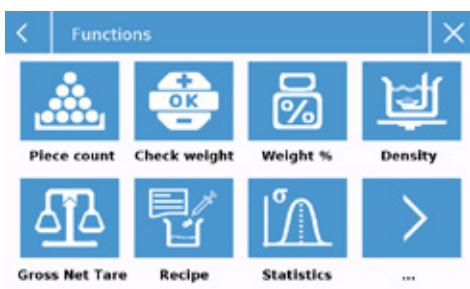 Functions
OK
%
Piece count Check weight Weight % Density
σ
Gross Net Tare Recipe Statistics ...